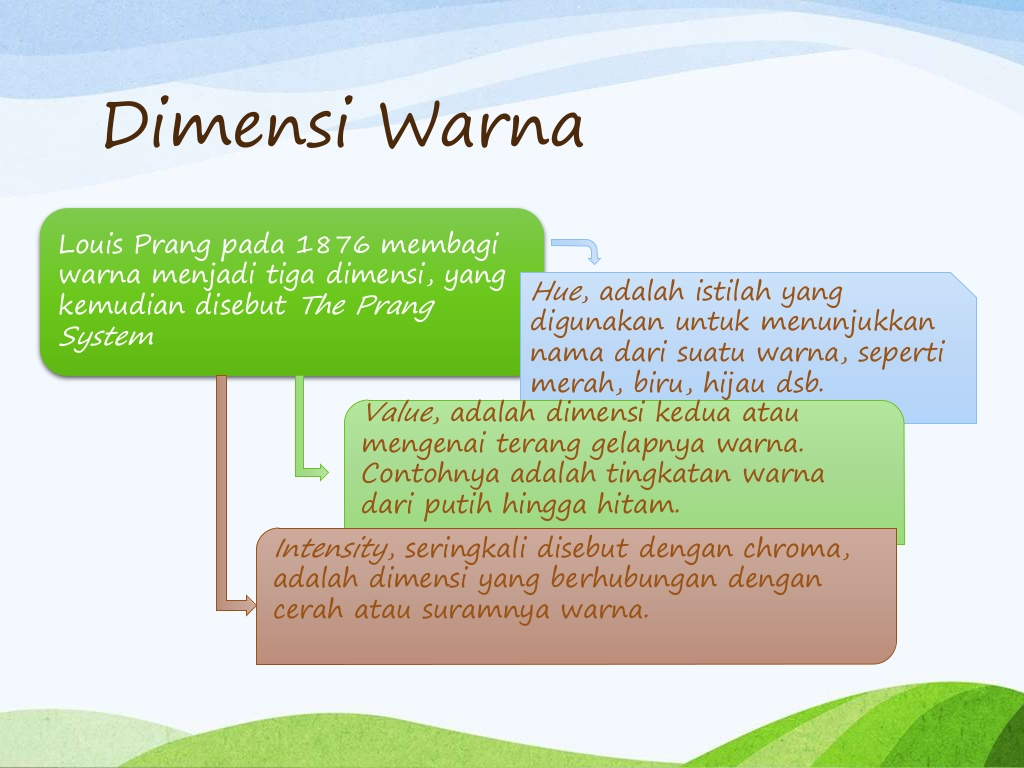 Dimensi Warna
Louis Prang pada 1876 membagi
warna menjadi tiga dimensi, yang
kemudian disebut The Prang
System
Hue, adalah istilah yang
digunakan untuk menunjukkan
nama dari suatu warna, seperti
merah, biru, hijau dsb.
Value, adalah dimensi kedua atau
mengenai terang gelapnya warna.
Contohnya adalah tingkatan warna
dari putih hingga hitam.
Intensity, seringkali disebut dengan chroma,
adalah dimensi yang berhubungan dengan
cerah atau suramnya warna.